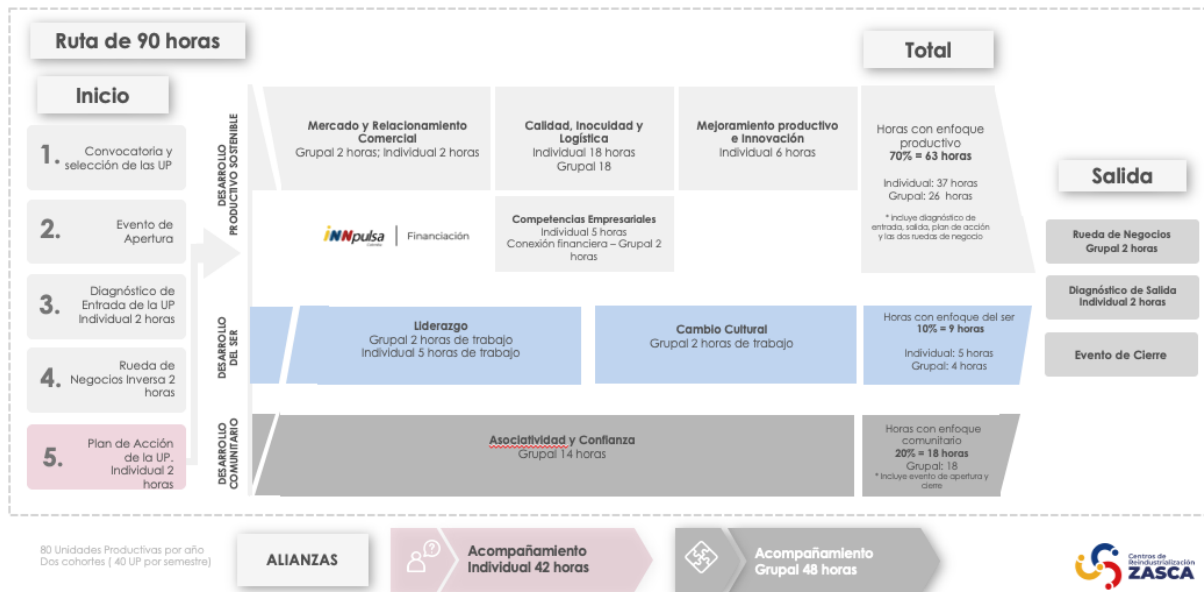 Ruta de 90 horas
Inicio
1. Convocatoria y
selección de las UP
2. Evento de
Apertura
3. Diagnóstico de
Entrada de la UP
Individual 2 horas
4. Rueda de
Negocios Inversa 2
horas
5. Plan de Acción
de la UP.
Individual 2
horas
DESARROLLO
PRODUCTIVO SOSTENIBLE
Mercado y Relacionamiento
Comercial
Grupal 2 horas; Individual 2 horas
Calidad, Inocuidad y
Logística
Individual 18 horas
Grupal 18
Mejoramiento productivo
e Innovación
Individual 6 horas
iNNpulsa
Colombia
Financiación
Competencias Empresariales
Individual 5 horas
Conexión financiera – Grupal 2
horas
Total
Horas con enfoque
productivo
70% = 63 horas
Individual: 37 horas
Grupal: 26 horas
* Incluye diagnóstico de
entrada, salida, plan de acción
y las dos ruedas de negocio
DESARROLLO
DEL SER
Liderazgo
Grupal 2 horas de trabajo
Individual 5 horas de trabajo
Cambio Cultural
Grupal 2 horas de trabajo
Horas con enfoque del ser
10% = 9 horas
Individual: 5 horas
Grupal: 4 horas
DESARROLLO
COMUNITARIO
Asociatividad y Confianza
Grupal 14 horas
Horas con enfoque
comunitario
20% = 18 horas
Grupal: 18
* Incluye evento de apertura y
cierre
Salida
Rueda de Negocios
Grupal 2 horas
Diagnóstico de Salida
Individual 2 horas
Evento de Cierre
80 Unidades Productivas por año
Dos cohortes ( 40 UP por semestre)
ALIANZAS
Acompañamiento
Individual 42 horas
Acompañamiento
Grupal 48 horas
Centros de
Reindustrialización
ZASCA